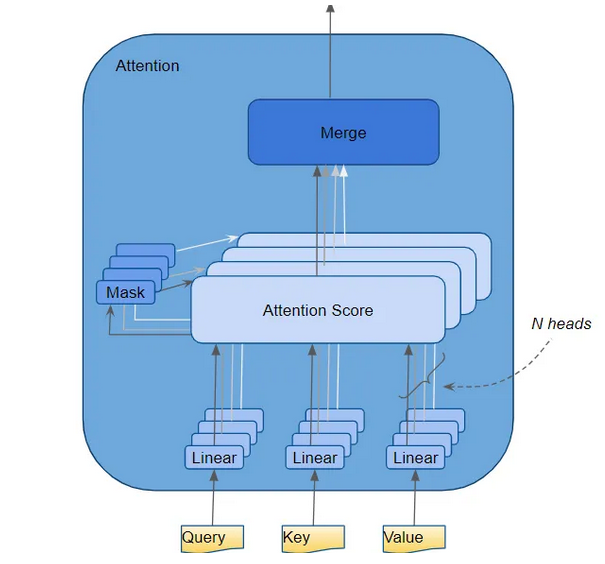 Attention
Merge
Mask
Attention Score
N heads
Linear
Linear
Linear
Query
Key
Value